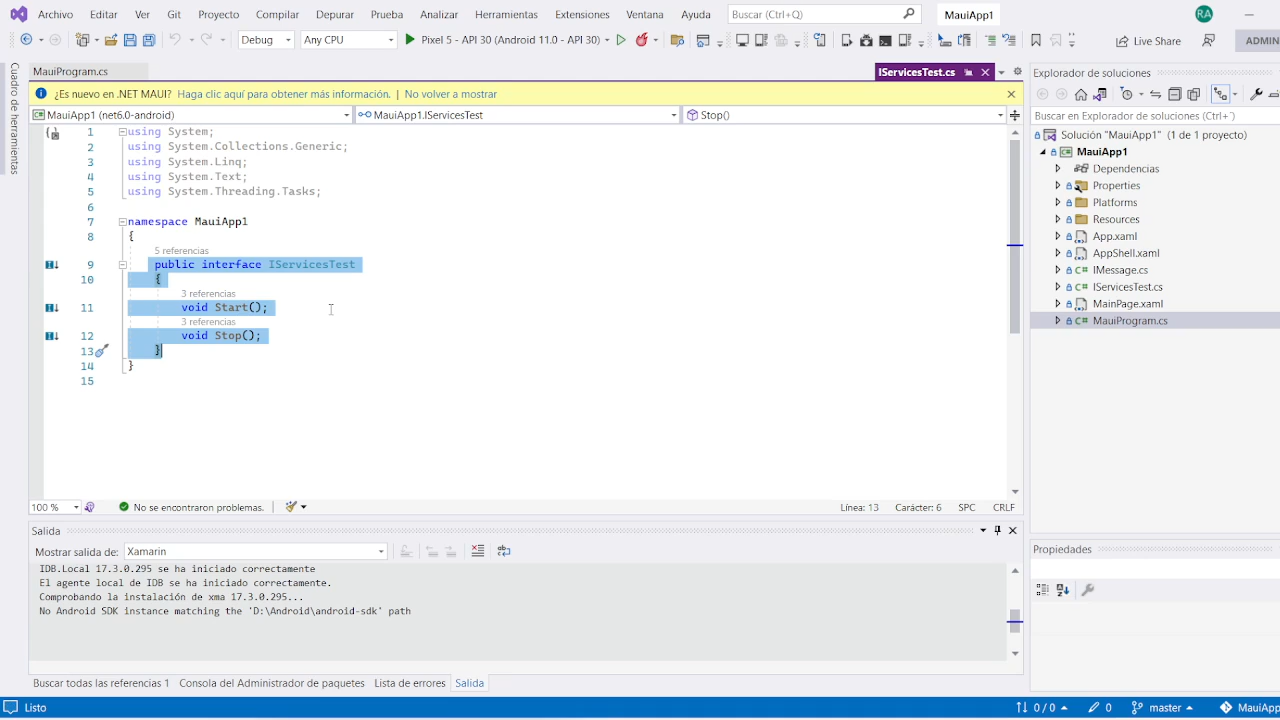 Archivo Editar Ver Git Proyecto Compilar Depurar Prueba Analizar Herramientas Extensiones Ventana Ayuda Buscar (Ctrl+Q) MauiApp1 RA
Debug Any CPU Pixel 5 - API 30 (Android 11.0 - API 30) Live Share ADMIN
Cuadro de herramientas
MauiProgram.cs IServicesTest.cs
¿Es nuevo en .NET MAUI? Haga clic aquí para obtener más información. | No volver a mostrar
MauiApp1 (net6.0-android) MauiApp1.IServicesTest Stop()
1 using System;
2 using System.Collections.Generic;
3 using System.Linq;
4 using System.Text;
5 using System.Threading.Tasks;
6
7 namespace MauiApp1
8 {
5 referencias
9 public interface IServicesTest
10 {
3 referencias
11 void Start();
3 referencias
12 void Stop();
13 }
14 }
15
100 % No se encontraron problemas. Línea: 13 Carácter: 6 SPC CRLF
Salida
Mostrar salida de: Xamarin
IDB.Local 17.3.0.295 se ha iniciado correctamente
El agente local de IDB se ha iniciado correctamente.
Comprobando la instalación de xma 17.3.0.295...
No Android SDK instance matching the 'D:\Android\android-sdk' path
Buscar todas las referencias 1 Consola del Administrador de paquetes Lista de errores Salida
Explorador de soluciones
Buscar en Explorador de soluciones (Ctrl+´)
Solución "MauiApp1" (1 de 1 proyecto)
MauiApp1
Dependencias
Properties
Platforms
Resources
App.xaml
AppShell.xaml
IMessage.cs
IServicesTest.cs
MainPage.xaml
MauiProgram.cs
Propiedades
Listo 0 / 0 0 master MauiApp